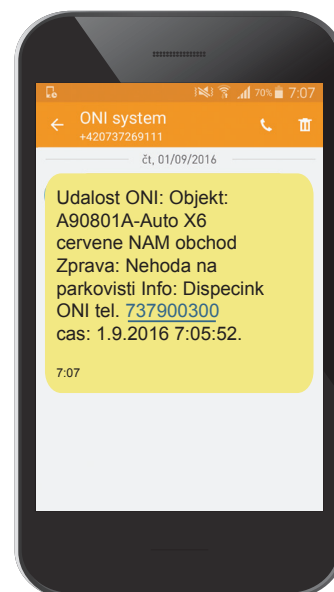 70% 7:07
ONI system
+420737269111
čt, 01/09/2016
Udalost ONI: Objekt:
A90801A-Auto X6
cervene NAM obchod
Zprava: Nehoda na
parkovisti Info: Dispecink
ONI tel. 737900300
cas: 1.9.2016 7:05:52.
7:07